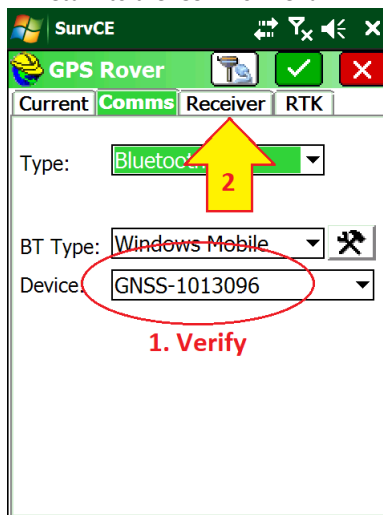 SurvCE
GPS Rover
Current Comms Receiver RTK
Type:
2
BT Type: Windows Mobile
Device: GNSS-1013096
1. Verify